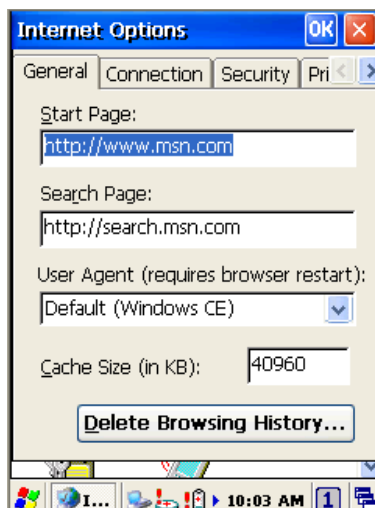 Internet Options OK
General Connection Security Pri
Start Page:
http://www.msn.com
Search Page:
http://search.msn.com
User Agent (requires browser restart):
Default (Windows CE)
Cache Size (in KB): 40960
Delete Browsing History...
I... 10:03 AM 1